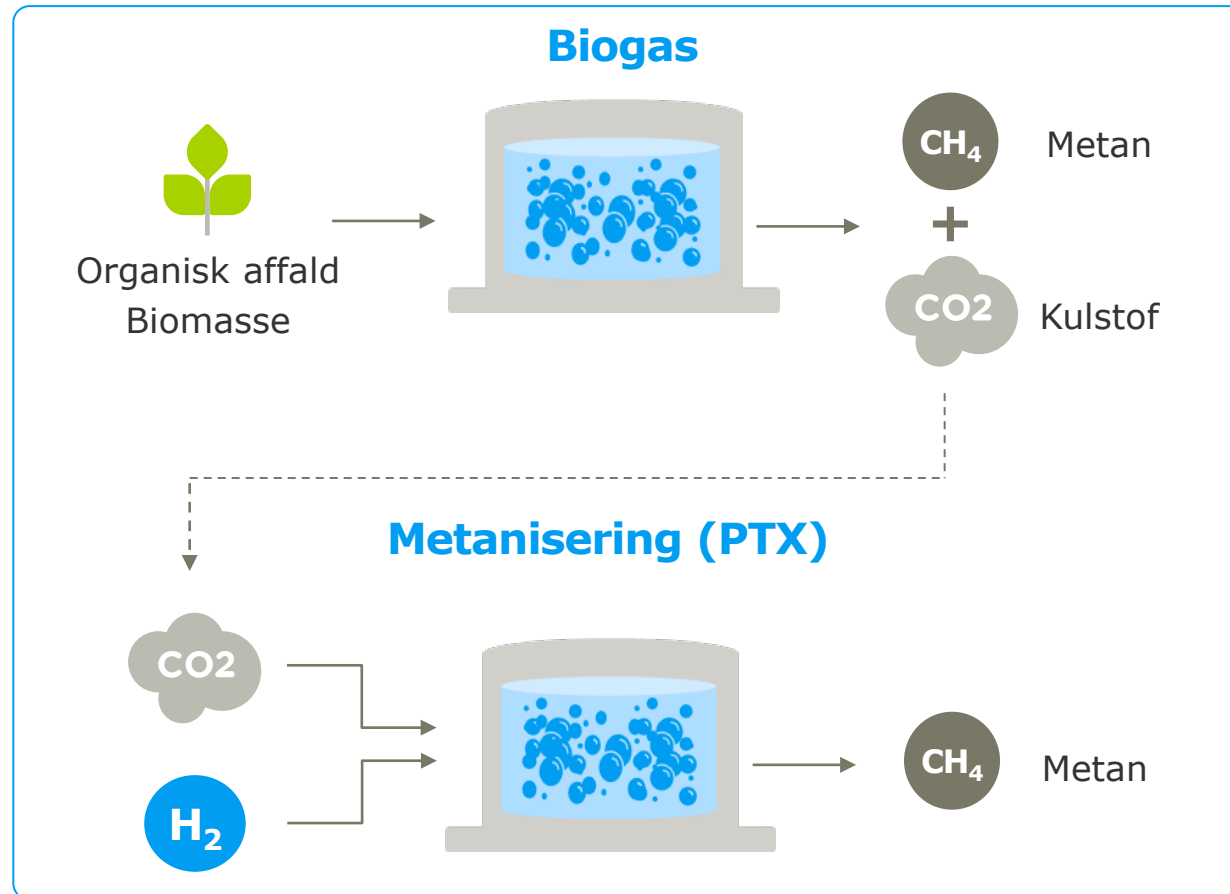 Biogas
CH₄
Metan
+
Organisk affald
Biomasse
CO2
Kulstof
Metanisering (PTX)
CO2
H₂
CH₄
Metan